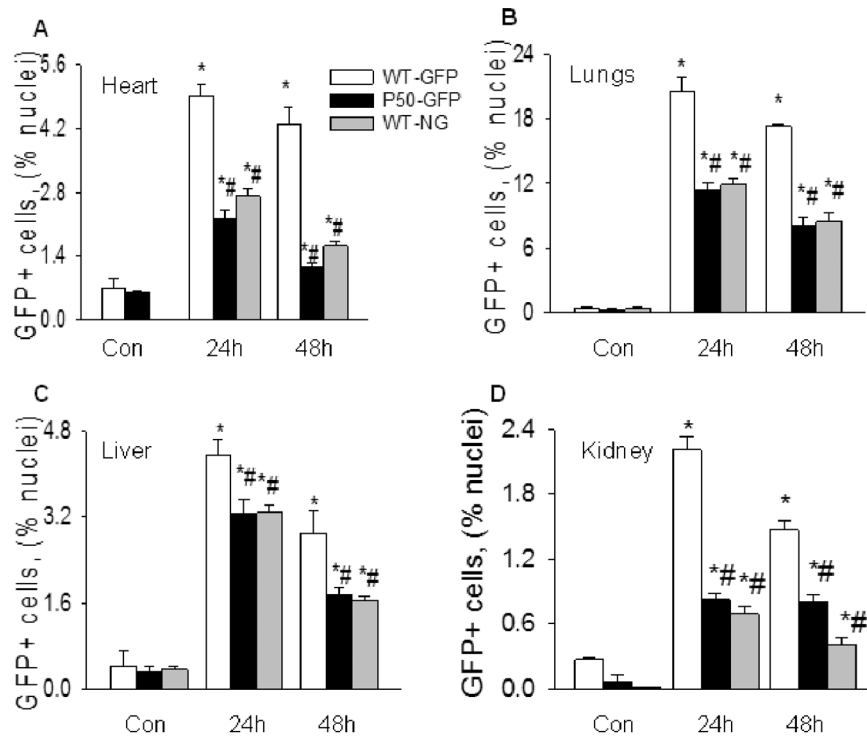 A
GFP+ cells, (% nuclei)
5.6
4.2
2.8
1.4
0.0
Heart
WT-GFP
P50-GFP
WT-NG
*
*
*# *#
*# *#
Con 24h 48h
B
GFP+ cells, (% nuclei)
24
18
12
6
0
Lungs
*
*
*# *#
*# *#
Con 24h 48h
C
GFP+ cells, (% nuclei)
4.8
3.2
1.6
0.0
Liver
*
*# *#
*
*# *#
Con 24h 48h
D
GFP+ cells, (% nuclei)
2.4
1.8
1.2
0.6
0.0
Kidney
*
*
*# *#
*#
*#
Con 24h 48h